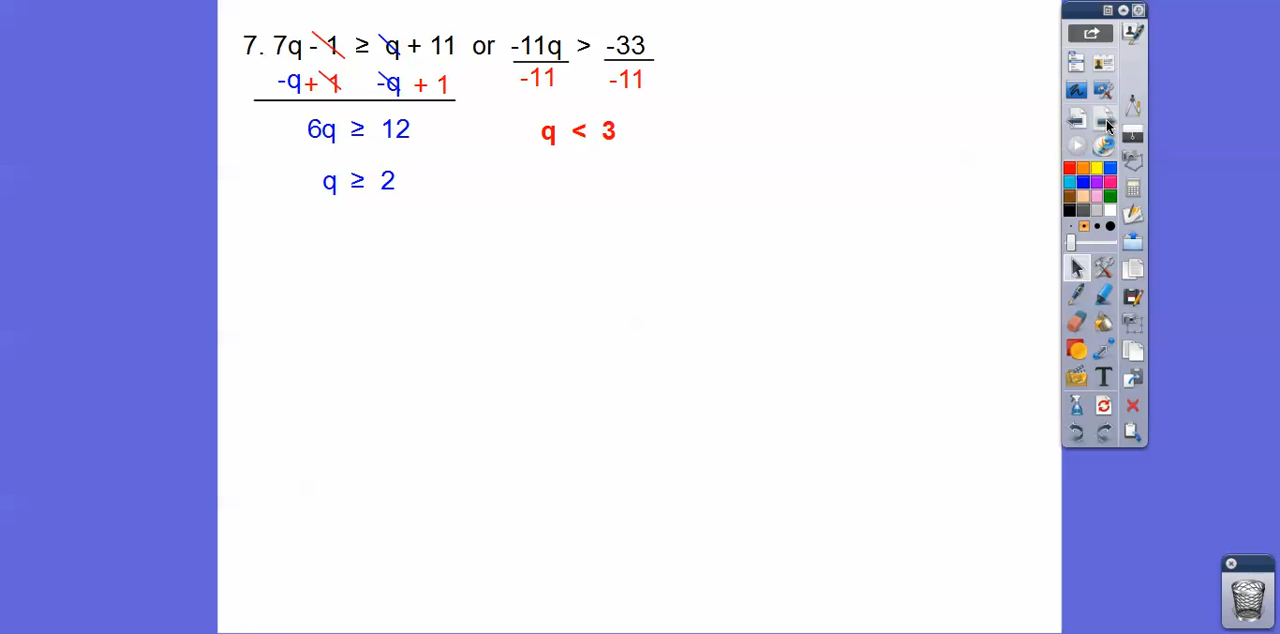 7. 7q - 1 ≥ q + 11 or -11q > -33
-q + 1 -q + 1 -11 -11
6q ≥ 12 q < 3
q ≥ 2